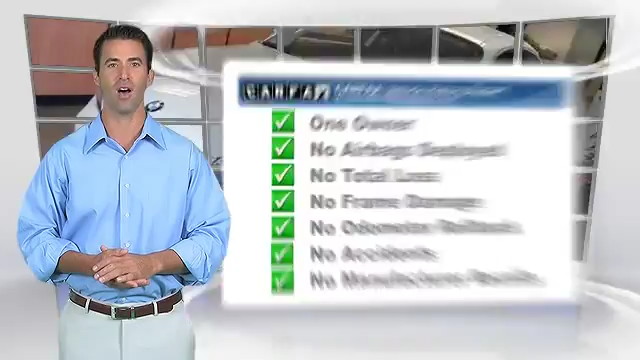 CARFAX
One Owner
No Airbags Deployed
No Total Loss
No Frame Damage
No Odometer Rollback
No Accidents
No Manufacturer Recalls